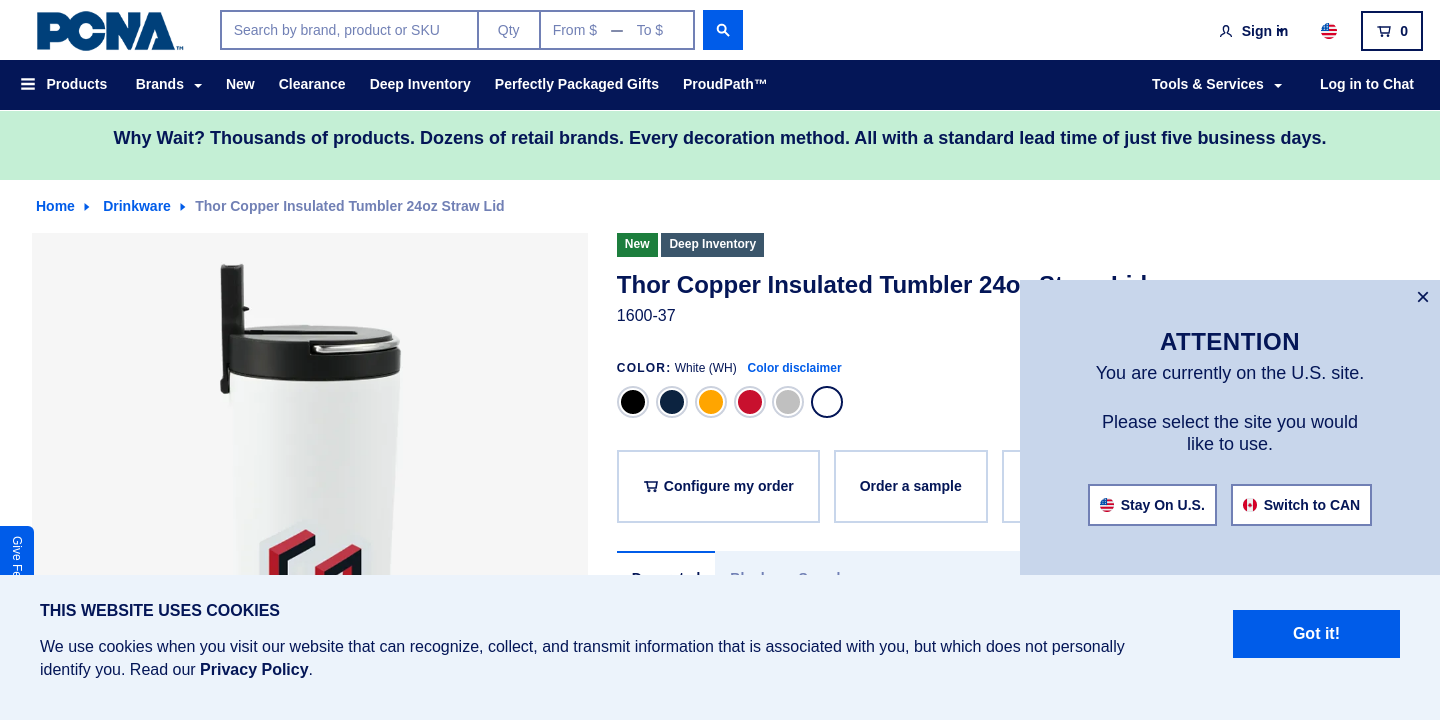 PCNA™
Search by brand, product or SKU
Qty
From $ — To $
Sign in
0
Products
Brands
New
Clearance
Deep Inventory
Perfectly Packaged Gifts
ProudPath™
Tools & Services
Log in to Chat
Why Wait? Thousands of products. Dozens of retail brands. Every decoration method. All with a standard lead time of just five business days.
Home
Drinkware
Thor Copper Insulated Tumbler 24oz Straw Lid
New
Deep Inventory
Thor Copper Insulated Tumbler 24oz Straw Lid
1600-37
COLOR: White (WH) Color disclaimer
Configure my order
Order a sample
×
ATTENTION
You are currently on the U.S. site.
Please select the site you would
like to use.
Stay On U.S.
Switch to CAN
Give
THIS WEBSITE USES COOKIES
We use cookies when you visit our website that can recognize, collect, and transmit information that is associated with you, but which does not personally
identify you. Read our Privacy Policy.
Got it!